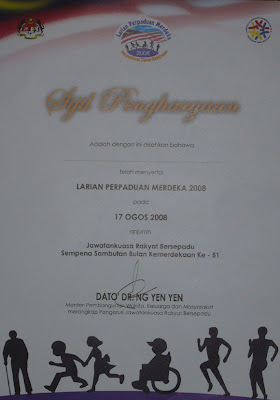 Larian Perpaduan Merdeka
2008
Sijil Penghargaan
Adalah dengan ini disahkan bahawa
telah menyertai
LARIAN PERPADUAN MERDEKA 2008
pada
17 OGOS 2008
anjuran
Jawatankuasa Rakyat Bersepadu
Sempena Sambutan Bulan Kemerdekaan Ke - 51
DATO' DR. NG YEN YEN
Menteri Pembangunan Wanita, Keluarga dan Masyarakat
merangkap Pengerusi Jawatankuasa Rakyat Bersepadu